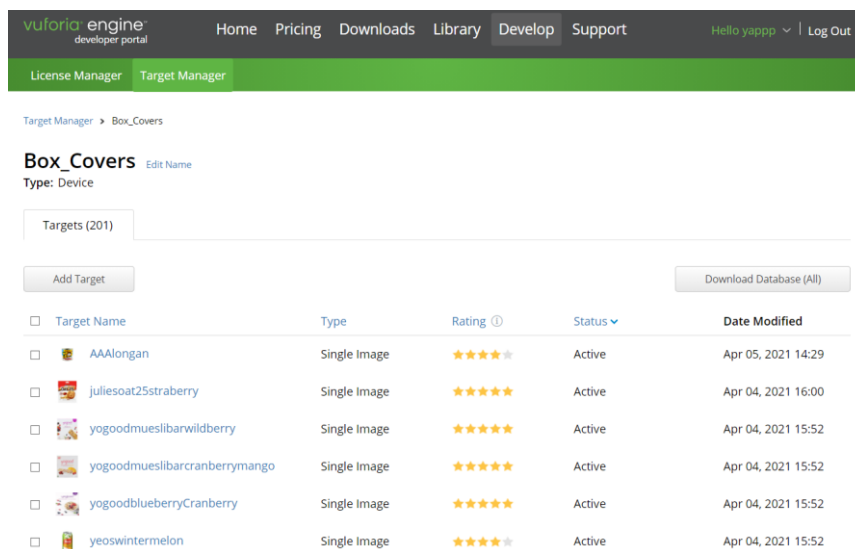 vuforia engine
developer portal
Home Pricing Downloads Library Develop Support Hello yappp Log Out
License Manager Target Manager
Target Manager > Box_Covers
Box_Covers Edit Name
Type: Device
Targets (201)
Add Target Download Database (All)
Target Name Type Rating Status Date Modified
AAAlongan Single Image Active Apr 05, 2021 14:29
juliesoat25straberry Single Image Active Apr 04, 2021 16:00
yogoodmueslibarwildberry Single Image Active Apr 04, 2021 15:52
yogoodmueslibarcranberrymango Single Image Active Apr 04, 2021 15:52
yogoodblueberryCranberry Single Image Active Apr 04, 2021 15:52
yeoswintermelon Single Image Active Apr 04, 2021 15:52